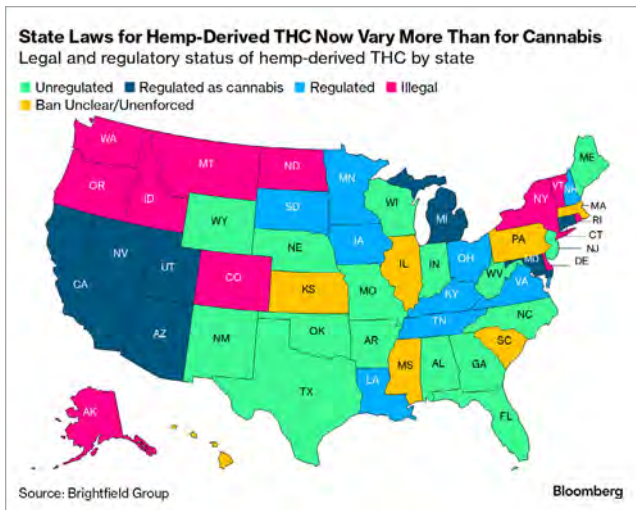 State Laws for Hemp-Derived THC Now Vary More Than for Cannabis
Legal and regulatory status of hemp-derived THC by state
Unregulated Regulated as cannabis Regulated Illegal
Ban Unclear/Unenforced
WA
MT
ND
MN
ME
OR
ID
SD
WI
VT
NH
NY
MA
WY
MI
RI
IA
PA
CT
NV
NE
IL
IN
OH
NJ
UT
MD
DE
CA
CO
KS
MO
WV
VA
KY
NC
TN
AZ
NM
OK
AR
SC
MS
AL
GA
TX
LA
AK
FL
Source: Brightfield Group
Bloomberg